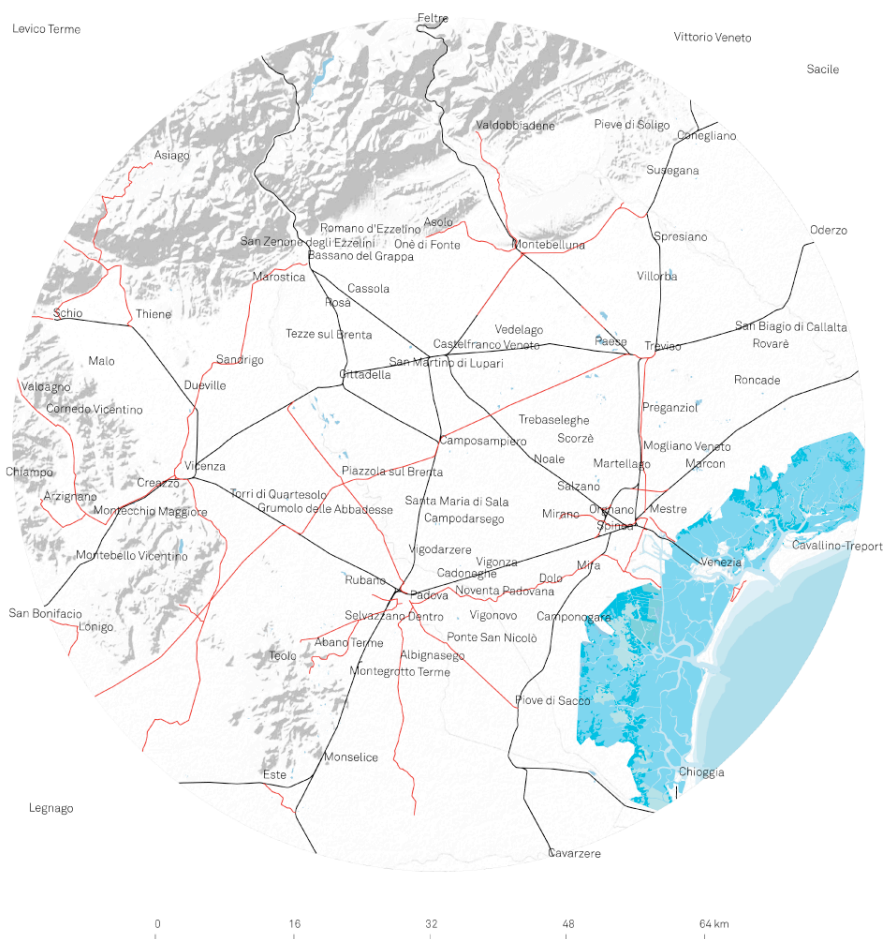 Feltre
Levico Terme
Vittorio Veneto
Sacile
Valdobbiadene
Pieve di Soligo
Conegliano
Asiago
Susegana
Asolo
Romano d'Ezzelino
Oderzo
Spresiano
San Zenone degli Ezzelini
Onè di Fonte
Montebelluna
Bassano del Grappa
Marostica
Villorba
Cassola
Rosà
Schio
Thiene
San Biagio di Callalta
Vedelago
Tezze sul Brenta
Paese
Rovarè
Castelfranco Veneto
Treviso
Malo
Sandrigo
San Martino di Lupari
Cittadella
Roncade
Valdagno
Dueville
Cornedo Vicentino
Preganziol
Trebaseleghe
Camposampiero
Scorzè
Mogliano Veneto
Noale
Martellago
Marcon
Vicenza
Chiampo
Piazzola sul Brenta
Creazzo
Salzano
Arzignano
Torri di Quartesolo
Santa Maria di Sala
Montecchio Maggiore
Grumolo delle Abbadesse
Orgnano
Mestre
Mirano
Campodarsego
Spinea
Cavallino-Treport
Vigodarzere
Montebello Vicentino
Vigonza
Venezia
Mira
Cadoneghe
Rubano
Dolo
Noventa Padovana
Padova
San Bonifacio
Selvazzano Dentro
Vigonovo
Camponogara
Lonigo
Ponte San Nicolò
Abano Terme
Teolo
Albignasego
Montegrotto Terme
Piove di Sacco
Monselice
Este
Chioggia
Legnago
Cavarzere
0 16 32 48 64 km